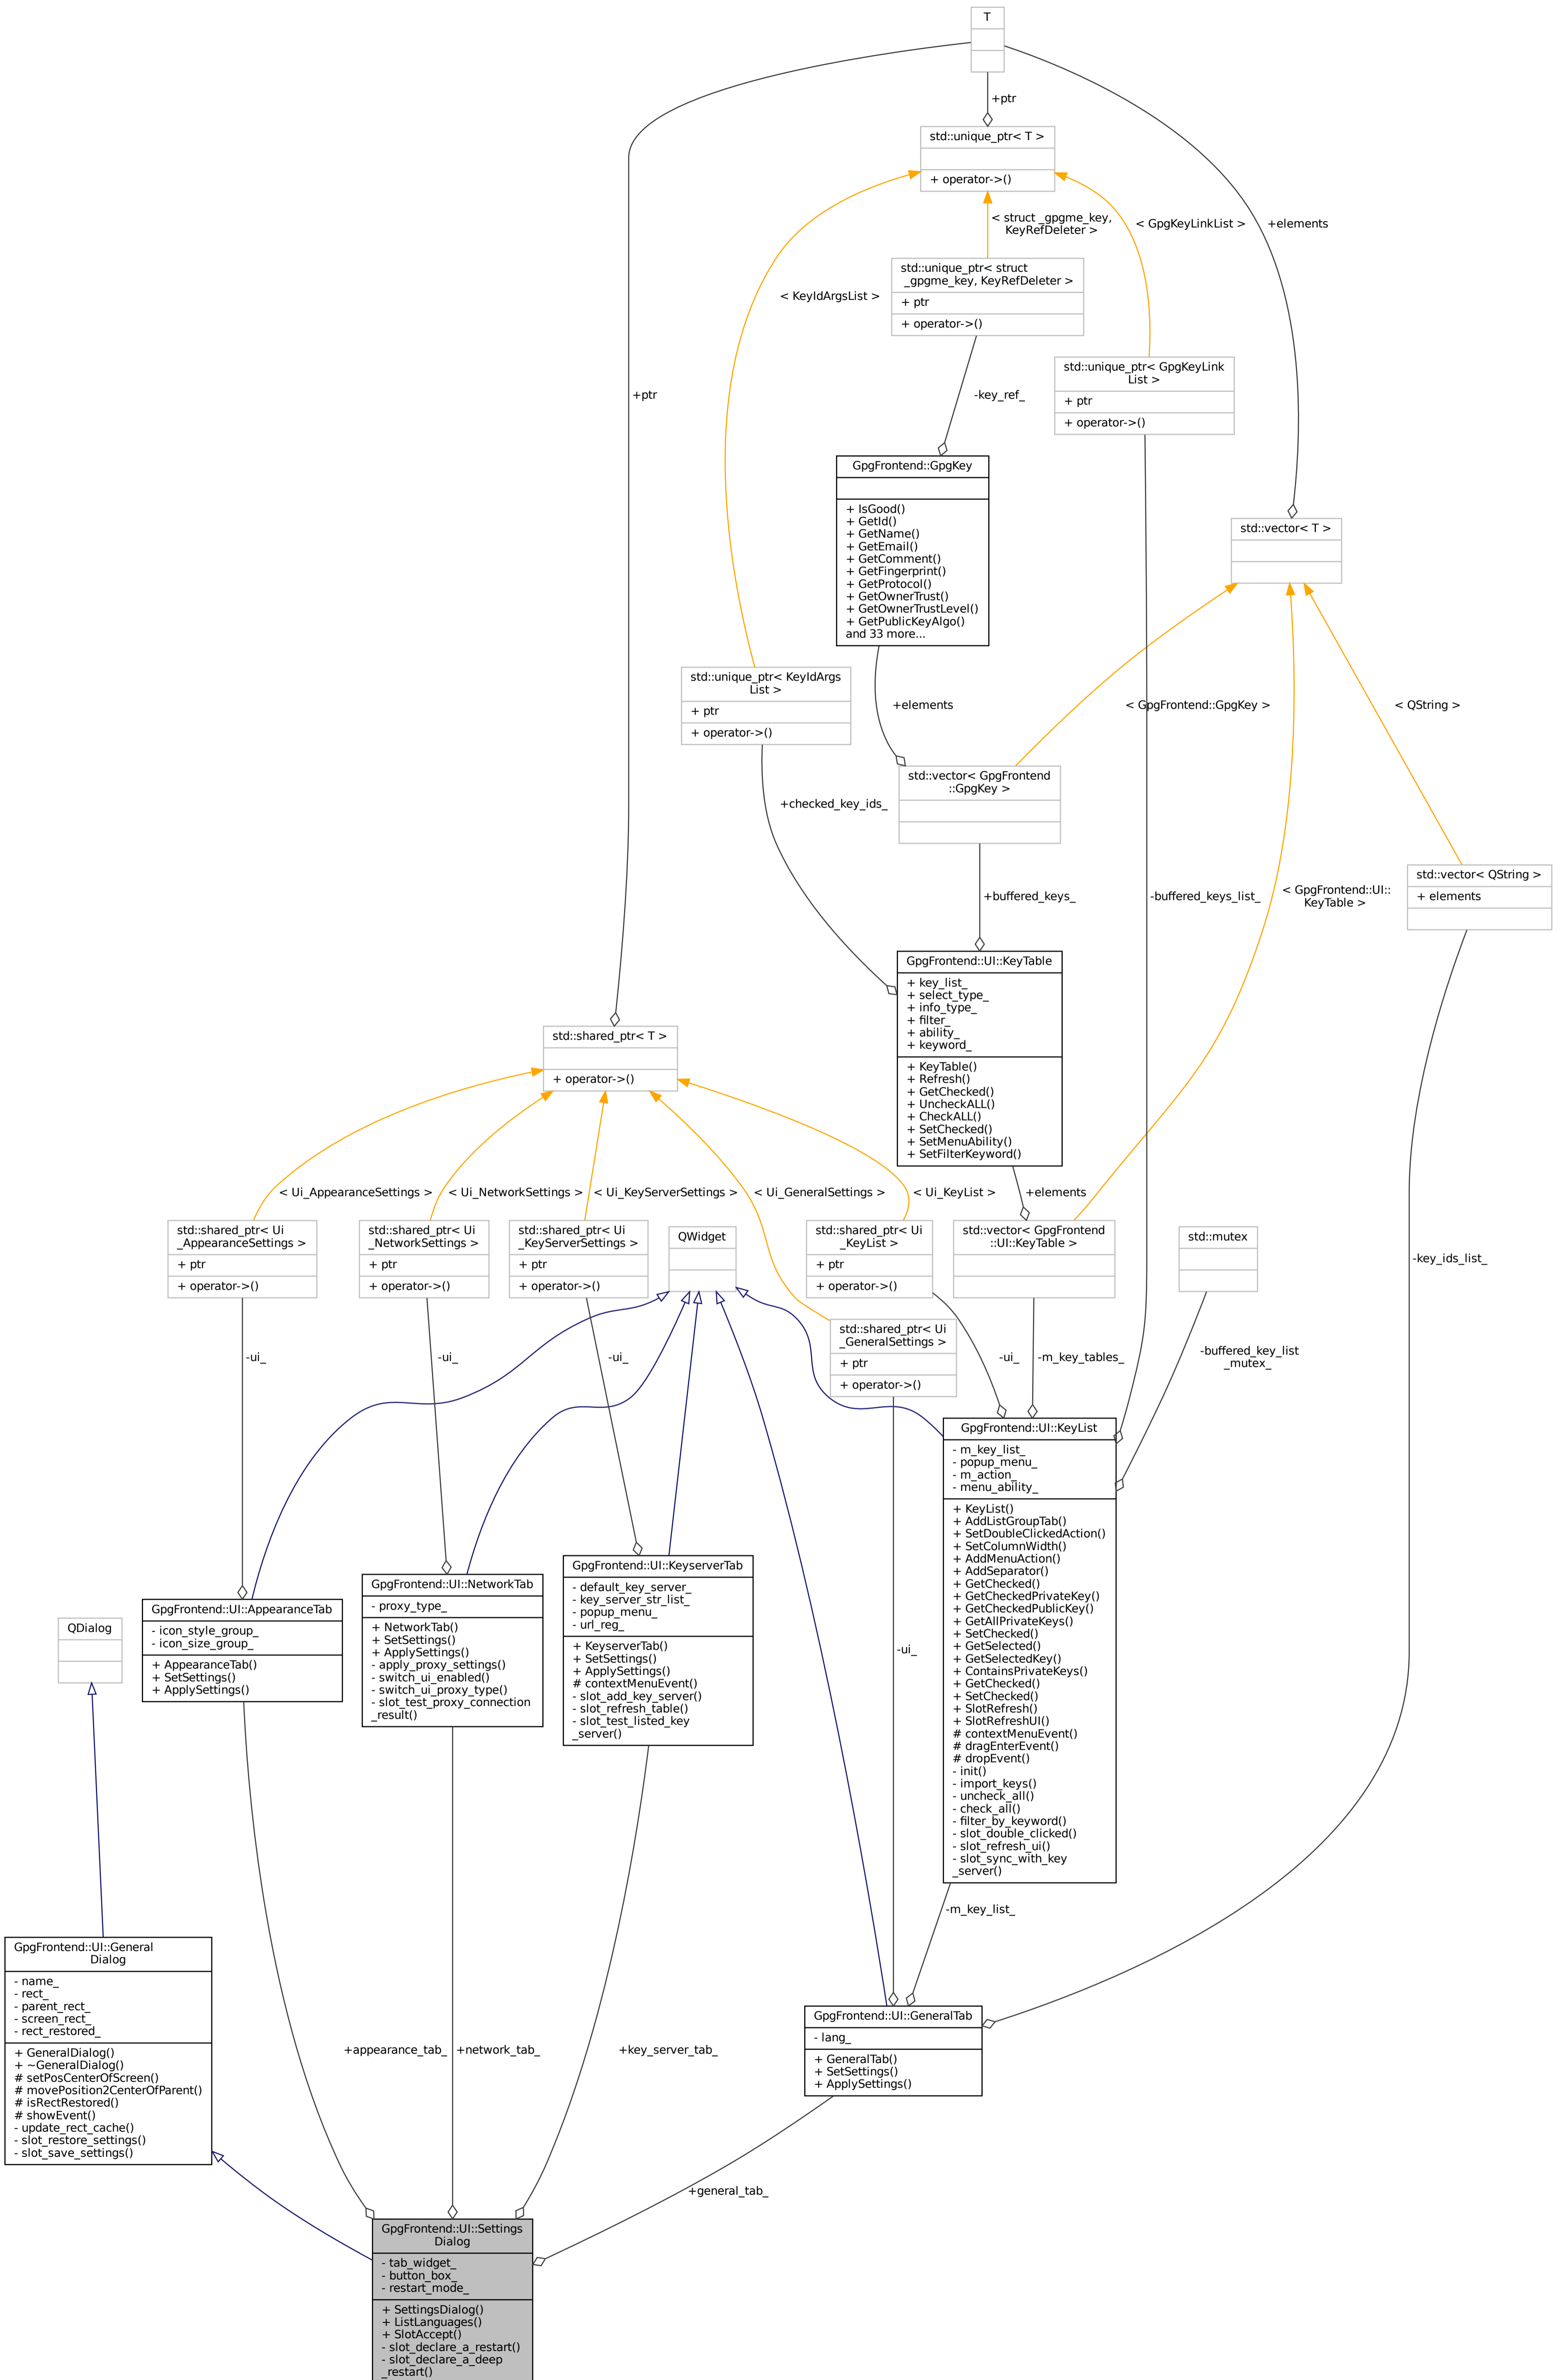 T
+ptr
std::unique_ptr< T >
+ operator->()
< struct _gpgme_key,
KeyRefDeleter >
< GpgKeyLinkList >
+elements
std::unique_ptr< struct
_gpgme_key, KeyRefDeleter >
+ ptr
+ operator->()
< KeyIdArgsList >
std::unique_ptr< GpgKeyLink
List >
+ ptr
+ operator->()
+ptr
-key_ref_
GpgFrontend::GpgKey
+ IsGood()
+ GetId()
+ GetName()
+ GetEmail()
+ GetComment()
+ GetFingerprint()
+ GetProtocol()
+ GetOwnerTrust()
+ GetOwnerTrustLevel()
+ GetPublicKeyAlgo()
and 33 more...
std::vector< T >
std::unique_ptr< KeyIdArgs
List >
+ ptr
+ operator->()
+elements
< GpgFrontend::GpgKey >
< QString >
std::vector< GpgFrontend
::GpgKey >
+checked_key_ids_
+buffered_keys_
-buffered_keys_list_
< GpgFrontend::UI::
KeyTable >
std::vector< QString >
+ elements
GpgFrontend::UI::KeyTable
+ key_list_
+ select_type_
+ info_type_
+ filter_
+ ability_
+ keyword_
+ KeyTable()
+ Refresh()
+ GetChecked()
+ UncheckALL()
+ CheckALL()
+ SetChecked()
+ SetMenuAbility()
+ SetFilterKeyword()
std::shared_ptr< T >
+ operator->()
< Ui_AppearanceSettings >
< Ui_NetworkSettings >
< Ui_KeyServerSettings >
< Ui_GeneralSettings >
< Ui_KeyList >
+elements
std::shared_ptr< Ui
_AppearanceSettings >
+ ptr
+ operator->()
std::shared_ptr< Ui
_NetworkSettings >
+ ptr
+ operator->()
std::shared_ptr< Ui
_KeyServerSettings >
+ ptr
+ operator->()
QWidget
std::shared_ptr< Ui
_KeyList >
+ ptr
+ operator->()
std::vector< GpgFrontend
::UI::KeyTable >
std::mutex
-key_ids_list_
std::shared_ptr< Ui
_GeneralSettings >
+ ptr
+ operator->()
-ui_
-ui_
-ui_
-ui_
-m_key_tables_
-buffered_key_list
_mutex_
GpgFrontend::UI::KeyList
- m_key_list_
- popup_menu_
- m_action_
- menu_ability_
+ KeyList()
+ AddListGroupTab()
+ SetDoubleClickedAction()
+ SetColumnWidth()
+ AddMenuAction()
+ AddSeparator()
+ GetChecked()
+ GetCheckedPrivateKey()
+ GetCheckedPublicKey()
+ GetAllPrivateKeys()
+ SetChecked()
+ GetSelected()
+ GetSelectedKey()
+ ContainsPrivateKeys()
+ GetChecked()
+ SetChecked()
+ SlotRefresh()
+ SlotRefreshUI()
# contextMenuEvent()
# dragEnterEvent()
# dropEvent()
- init()
- import_keys()
- uncheck_all()
- check_all()
- filter_by_keyword()
- slot_double_clicked()
- slot_refresh_ui()
- slot_sync_with_key
_server()
GpgFrontend::UI::KeyserverTab
- default_key_server_
- key_server_str_list_
- popup_menu_
- url_reg_
+ KeyserverTab()
+ SetSettings()
+ ApplySettings()
# contextMenuEvent()
- slot_add_key_server()
- slot_refresh_table()
- slot_test_listed_key
_server()
GpgFrontend::UI::NetworkTab
- proxy_type_
+ NetworkTab()
+ SetSettings()
+ ApplySettings()
- apply_proxy_settings()
- switch_ui_enabled()
- switch_ui_proxy_type()
- slot_test_proxy_connection
_result()
GpgFrontend::UI::AppearanceTab
- icon_style_group_
- icon_size_group_
+ AppearanceTab()
+ SetSettings()
+ ApplySettings()
QDialog
-ui_
-m_key_list_
GpgFrontend::UI::General
Dialog
- name_
- rect_
- parent_rect_
- screen_rect_
- rect_restored_
+ GeneralDialog()
+ ~GeneralDialog()
# setPosCenterOfScreen()
# movePosition2CenterOfParent()
# isRectRestored()
# showEvent()
- update_rect_cache()
- slot_restore_settings()
- slot_save_settings()
GpgFrontend::UI::GeneralTab
- lang_
+ GeneralTab()
+ SetSettings()
+ ApplySettings()
+appearance_tab_
+network_tab_
+key_server_tab_
+general_tab_
GpgFrontend::UI::Settings
Dialog
- tab_widget_
- button_box_
- restart_mode_
+ SettingsDialog()
+ ListLanguages()
+ SlotAccept()
- slot_declare_a_restart()
- slot_declare_a_deep
_restart()